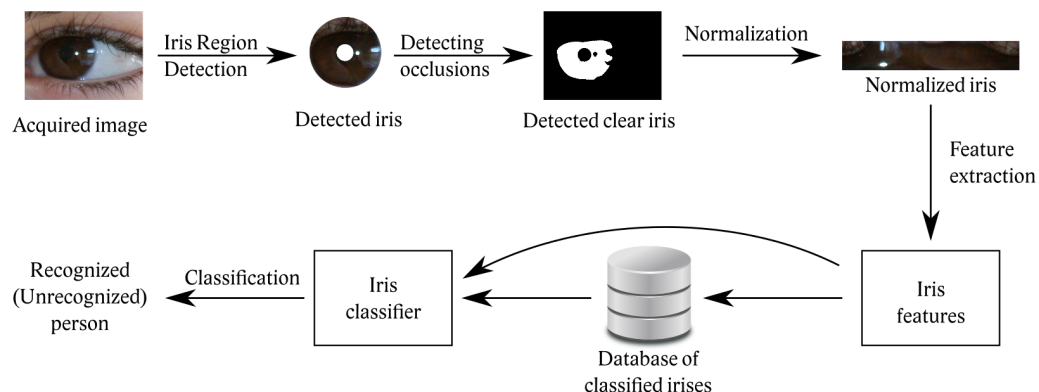 Iris Region
Detection
Detecting
occlusions
Normalization
Acquired image
Detected iris
Detected clear iris
Normalized iris
Feature
extraction
Recognized
(Unrecognized)
person
Classification
Iris
classifier
Database of
classified irises
Iris
features